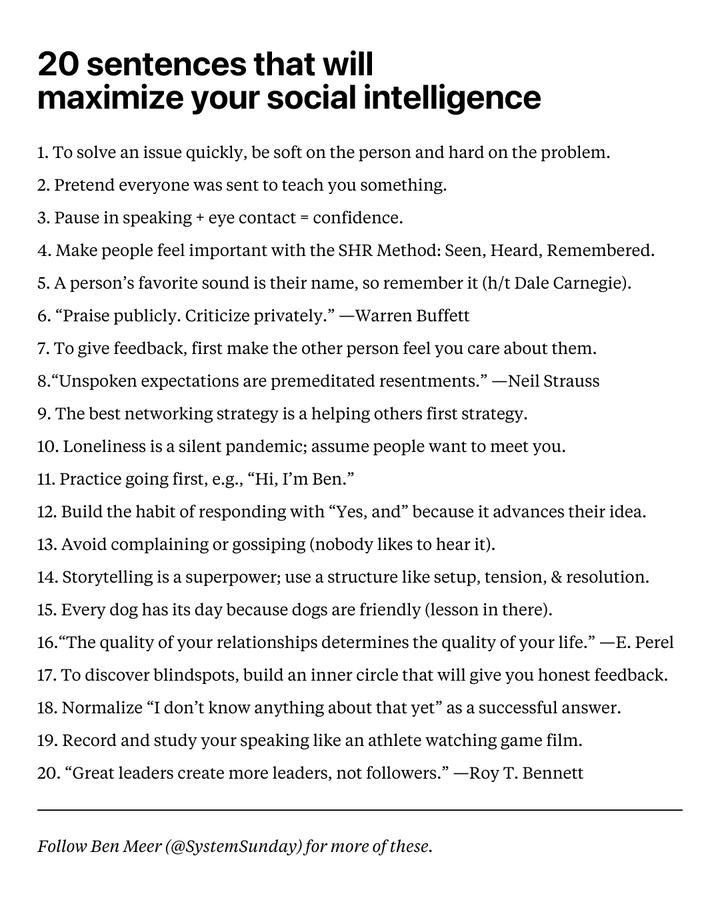 20 sentences that will
maximize your social intelligence
1. To solve an issue quickly, be soft on the person and hard on the problem.
2. Pretend everyone was sent to teach you something.
3. Pause in speaking + eye contact = confidence.
4. Make people feel important with the SHR Method: Seen, Heard, Remembered.
5. A person’s favorite sound is their name, so remember it (h/t Dale Carnegie).
6. “Praise publicly. Criticize privately.” —Warren Buffett
7. To give feedback, first make the other person feel you care about them.
8.“Unspoken expectations are premeditated resentments.” —Neil Strauss
9. The best networking strategy is a helping others first strategy.
10. Loneliness is a silent pandemic; assume people want to meet you.
11. Practice going first, e.g., “Hi, I’m Ben.”
12. Build the habit of responding with “Yes, and” because it advances their idea.
13. Avoid complaining or gossiping (nobody likes to hear it).
14. Storytelling is a superpower; use a structure like setup, tension, & resolution.
15. Every dog has its day because dogs are friendly (lesson in there).
16.“The quality of your relationships determines the quality of your life.” —E. Perel
17. To discover blindspots, build an inner circle that will give you honest feedback.
18. Normalize “I don’t know anything about that yet” as a successful answer.
19. Record and study your speaking like an athlete watching game film.
20. “Great leaders create more leaders, not followers.” —Roy T. Bennett
Follow Ben Meer (@SystemSunday) for more of these.